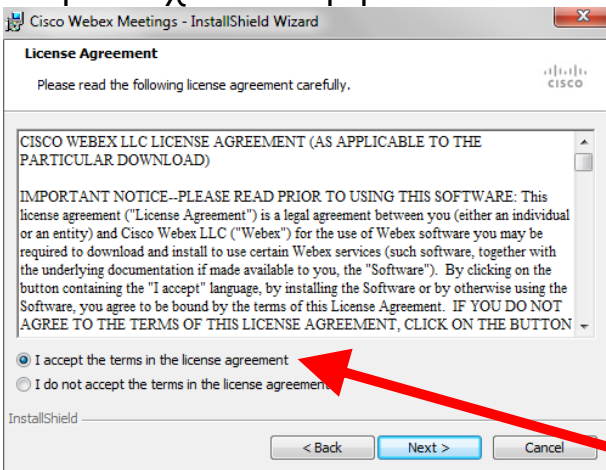 Cisco Webex Meetings - InstallShield Wizard
License Agreement
Please read the following license agreement carefully.
CISCO
CISCO WEBEX LLC LICENSE AGREEMENT (AS APPLICABLE TO THE
PARTICULAR DOWNLOAD)
IMPORTANT NOTICE--PLEASE READ PRIOR TO USING THIS SOFTWARE: This
license agreement ("License Agreement") is a legal agreement between you (either an individual
or an entity) and Cisco Webex LLC ("Webex") for the use of Webex software you may be
required to download and install to use certain Webex services (such software, together with
the underlying documentation if made available to you, the "Software"). By clicking on the
button containing the "I accept" language, by installing the Software or by otherwise using the
Software, you agree to be bound by the terms of this License Agreement. IF YOU DO NOT
AGREE TO THE TERMS OF THIS LICENSE AGREEMENT, CLICK ON THE BUTTON
I accept the terms in the license agreement
I do not accept the terms in the license agreement
InstallShield
< Back Next > Cancel